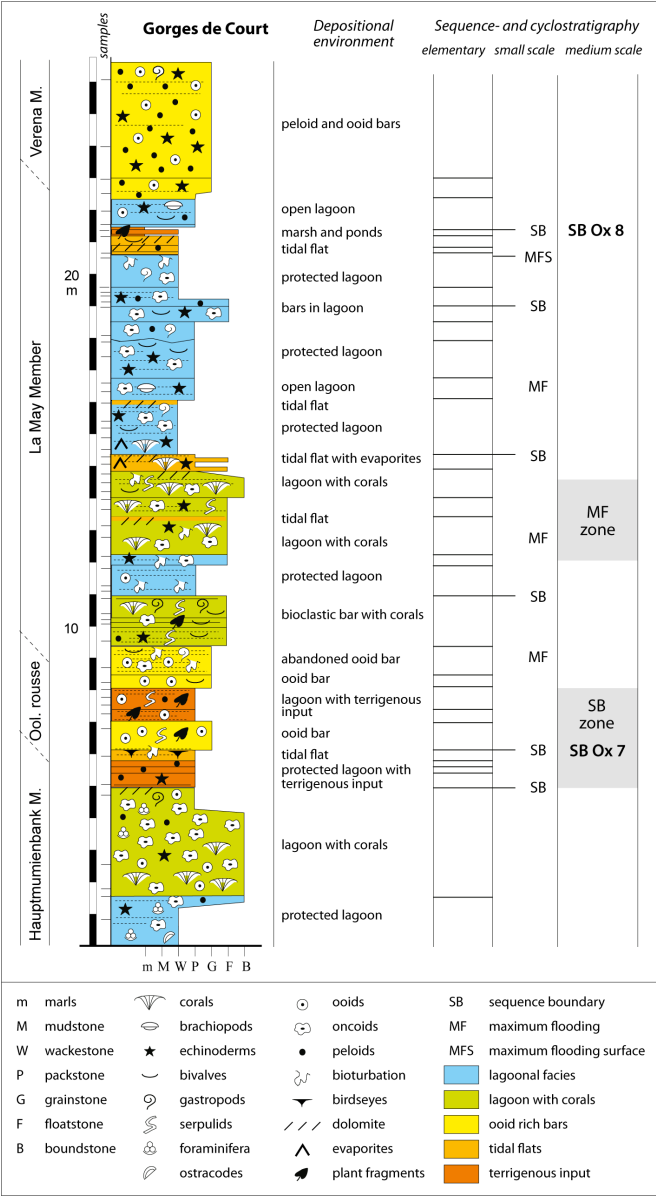 samples
Gorges de Court
Depositional
environment
Sequence- and cyclostratigraphy
elementary small scale medium scale
Verena M.
La May Member
Ool. rousse
Hauptmumienbank M.
20
m
10
peloid and ooid bars
open lagoon
marsh and ponds SB SB Ox 8
tidal flat
MFS
protected lagoon
bars in lagoon SB
protected lagoon
open lagoon MF
tidal flat
protected lagoon
tidal flat with evaporites SB
lagoon with corals
MF
zone
tidal flat
lagoon with corals MF
protected lagoon
SB
bioclastic bar with corals
abandoned ooid bar MF
ooid bar
lagoon with terrigenous
input
SB
zone
ooid bar
tidal flat SB SB Ox 7
protected lagoon with
terrigenous input SB
lagoon with corals
protected lagoon
m M W P G F B
m marls corals ooids SB sequence boundary
M mudstone brachiopods oncoids MF maximum flooding
W wackestone echinoderms peloids MFS maximum flooding surface
P packstone bivalves bioturbation lagoonal facies
G grainstone gastropods birdseyes lagoon with corals
F floatstone serpulids dolomite ooid rich bars
B boundstone foraminifera evaporites tidal flats
ostracodes plant fragments terrigenous input